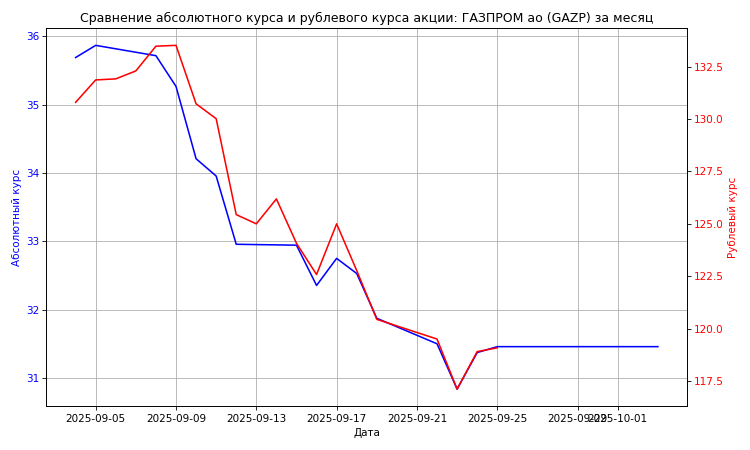 Сравнение абсолютного курса и рублевого курса акции: ГАЗПРОМ ао (GAZP) за месяц
36
35
34
33
32
31
Абсолютный курс
132.5
130.0
127.5
125.0
122.5
120.0
117.5
Рублевый курс
2025-09-05 2025-09-09 2025-09-13 2025-09-17 2025-09-21 2025-09-25 2025-09-29 2025-10-01
Дата